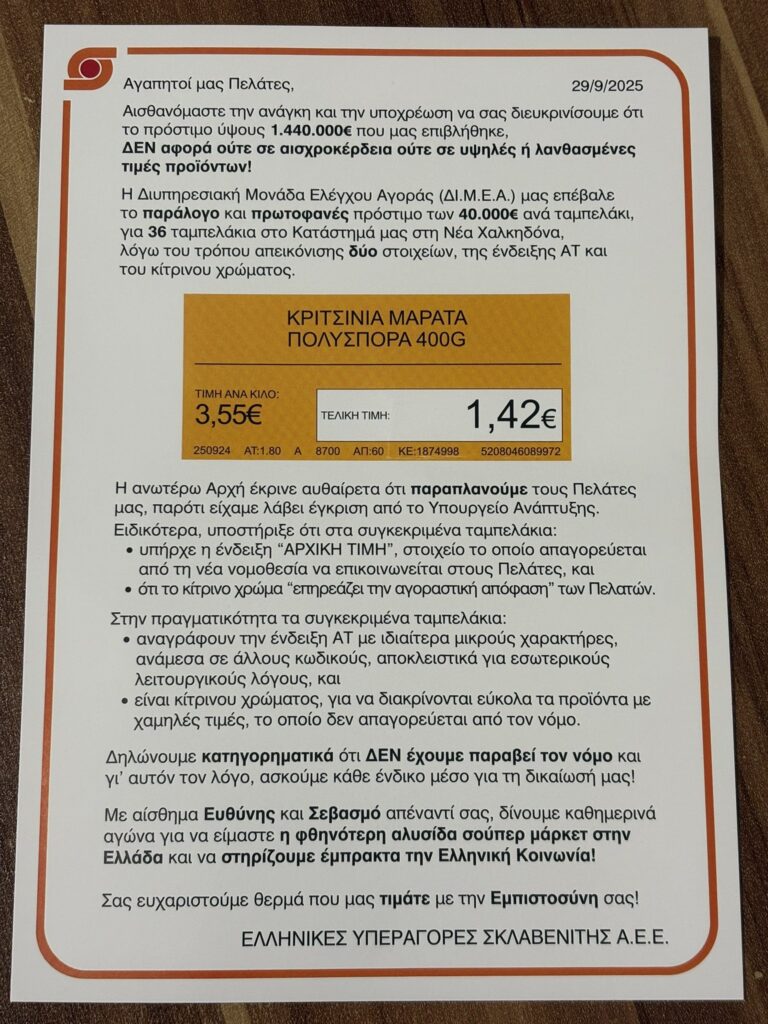 Αγαπητοί μας Πελάτες, 29/9/2025
Αισθανόμαστε την ανάγκη και την υποχρέωση να σας διευκρινίσουμε ότι
το πρόστιμο ύψους 1.440.000€ που μας επιβλήθηκε,
ΔΕΝ αφορά ούτε σε αισχροκέρδεια ούτε σε υψηλές ή λανθασμένες
τιμές προϊόντων!
Η Διυπηρεσιακή Μονάδα Ελέγχου Αγοράς (ΔΙ.Μ.Ε.Α.) μας επέβαλε
το παράλογο και πρωτοφανές πρόστιμο των 40.000€ ανά ταμπελάκι,
για 36 ταμπελάκια στο Κατάστημά μας στη Νέα Χαλκηδόνα,
λόγω του τρόπου απεικόνισης δύο στοιχείων, της ένδειξης ΑΤ και
του κίτρινου χρώματος.
ΚΡΙΤΣΙΝΙΑ ΜΑΡΑΤΑ
ΠΟΛΥΣΠΟΡΑ 400G
ΤΙΜΗ ΑΝΑ ΚΙΛΟ:
3,55€
ΤΕΛΙΚΗ ΤΙΜΗ: 1,42€
250924 ΑΤ:1.80 Α 8700 ΑΠ:60 ΚΕ:1874998 5208046089972
Η ανωτέρω Αρχή έκρινε αυθαίρετα ότι παραπλανούμε τους Πελάτες
μας, παρότι είχαμε λάβει έγκριση από το Υπουργείο Ανάπτυξης.
Ειδικότερα, υποστήριξε ότι στα συγκεκριμένα ταμπελάκια:
• υπήρχε η ένδειξη “ΑΡΧΙΚΗ ΤΙΜΗ”, στοιχείο το οποίο απαγορεύεται
από τη νέα νομοθεσία να επικοινωνείται στους Πελάτες, και
• ότι το κίτρινο χρώμα “επηρεάζει την αγοραστική απόφαση” των Πελατών.
Στην πραγματικότητα τα συγκεκριμένα ταμπελάκια:
• αναγράφουν την ένδειξη ΑΤ με ιδιαίτερα μικρούς χαρακτήρες,
ανάμεσα σε άλλους κωδικούς, αποκλειστικά για εσωτερικούς
λειτουργικούς λόγους, και
• είναι κίτρινου χρώματος, για να διακρίνονται εύκολα τα προϊόντα με
χαμηλές τιμές, το οποίο δεν απαγορεύεται από τον νόμο.
Δηλώνουμε κατηγορηματικά ότι ΔΕΝ έχουμε παραβεί τον νόμο και
γι’ αυτόν τον λόγο, ασκούμε κάθε ένδικο μέσο για τη δικαίωσή μας!
Με αίσθημα Ευθύνης και Σεβασμό απέναντί σας, δίνουμε καθημερινά
αγώνα για να είμαστε η φθηνότερη αλυσίδα σούπερ μάρκετ στην
Ελλάδα και να στηρίζουμε έμπρακτα την Ελληνική Κοινωνία!
Σας ευχαριστούμε θερμά που μας τιμάτε με την Εμπιστοσύνη σας!
ΕΛΛΗΝΙΚΕΣ ΥΠΕΡΑΓΟΡΕΣ ΣΚΛΑΒΕΝΙΤΗΣ Α.Ε.Ε.